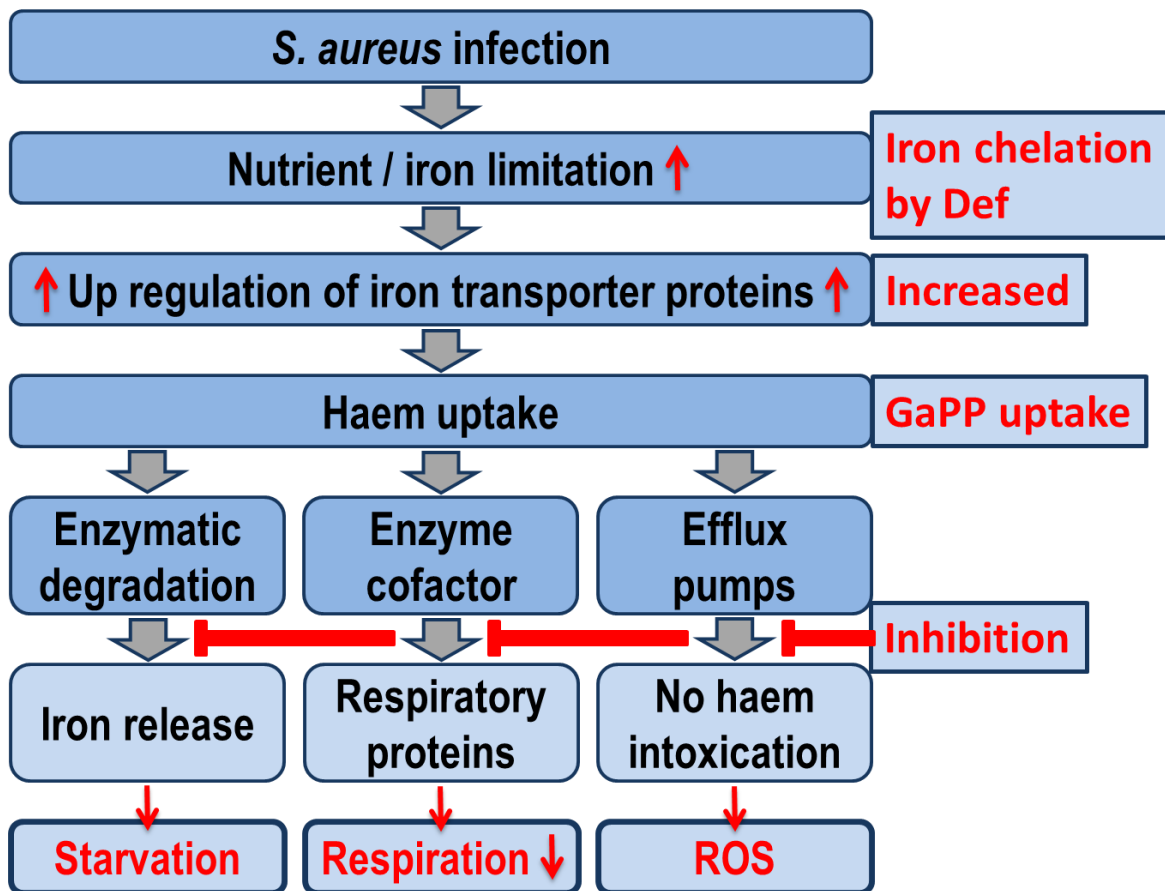 S. aureus infection
Nutrient / iron limitation
Iron chelation
by Def
Up regulation of iron transporter proteins
Increased
Haem uptake
GaPP uptake
Enzymatic
degradation
Enzyme
cofactor
Efflux
pumps
Inhibition
Iron release
Respiratory
proteins
No haem
intoxication
Starvation
Respiration
ROS